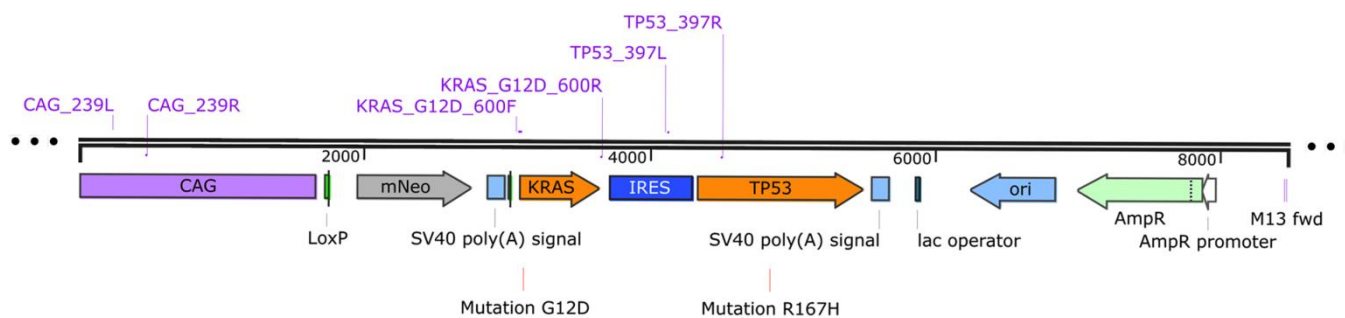 TP53_397R
TP53_397L
KRAS_G12D_600R
CAG_239L CAG_239R KRAS_G12D_600F
2000 4000 6000 8000
CAG mNeo KRAS IRES TP53 ori AmpR
LoxP SV40 poly(A) signal SV40 poly(A) signal lac operator AmpR promoter M13 fwd
Mutation G12D Mutation R167H